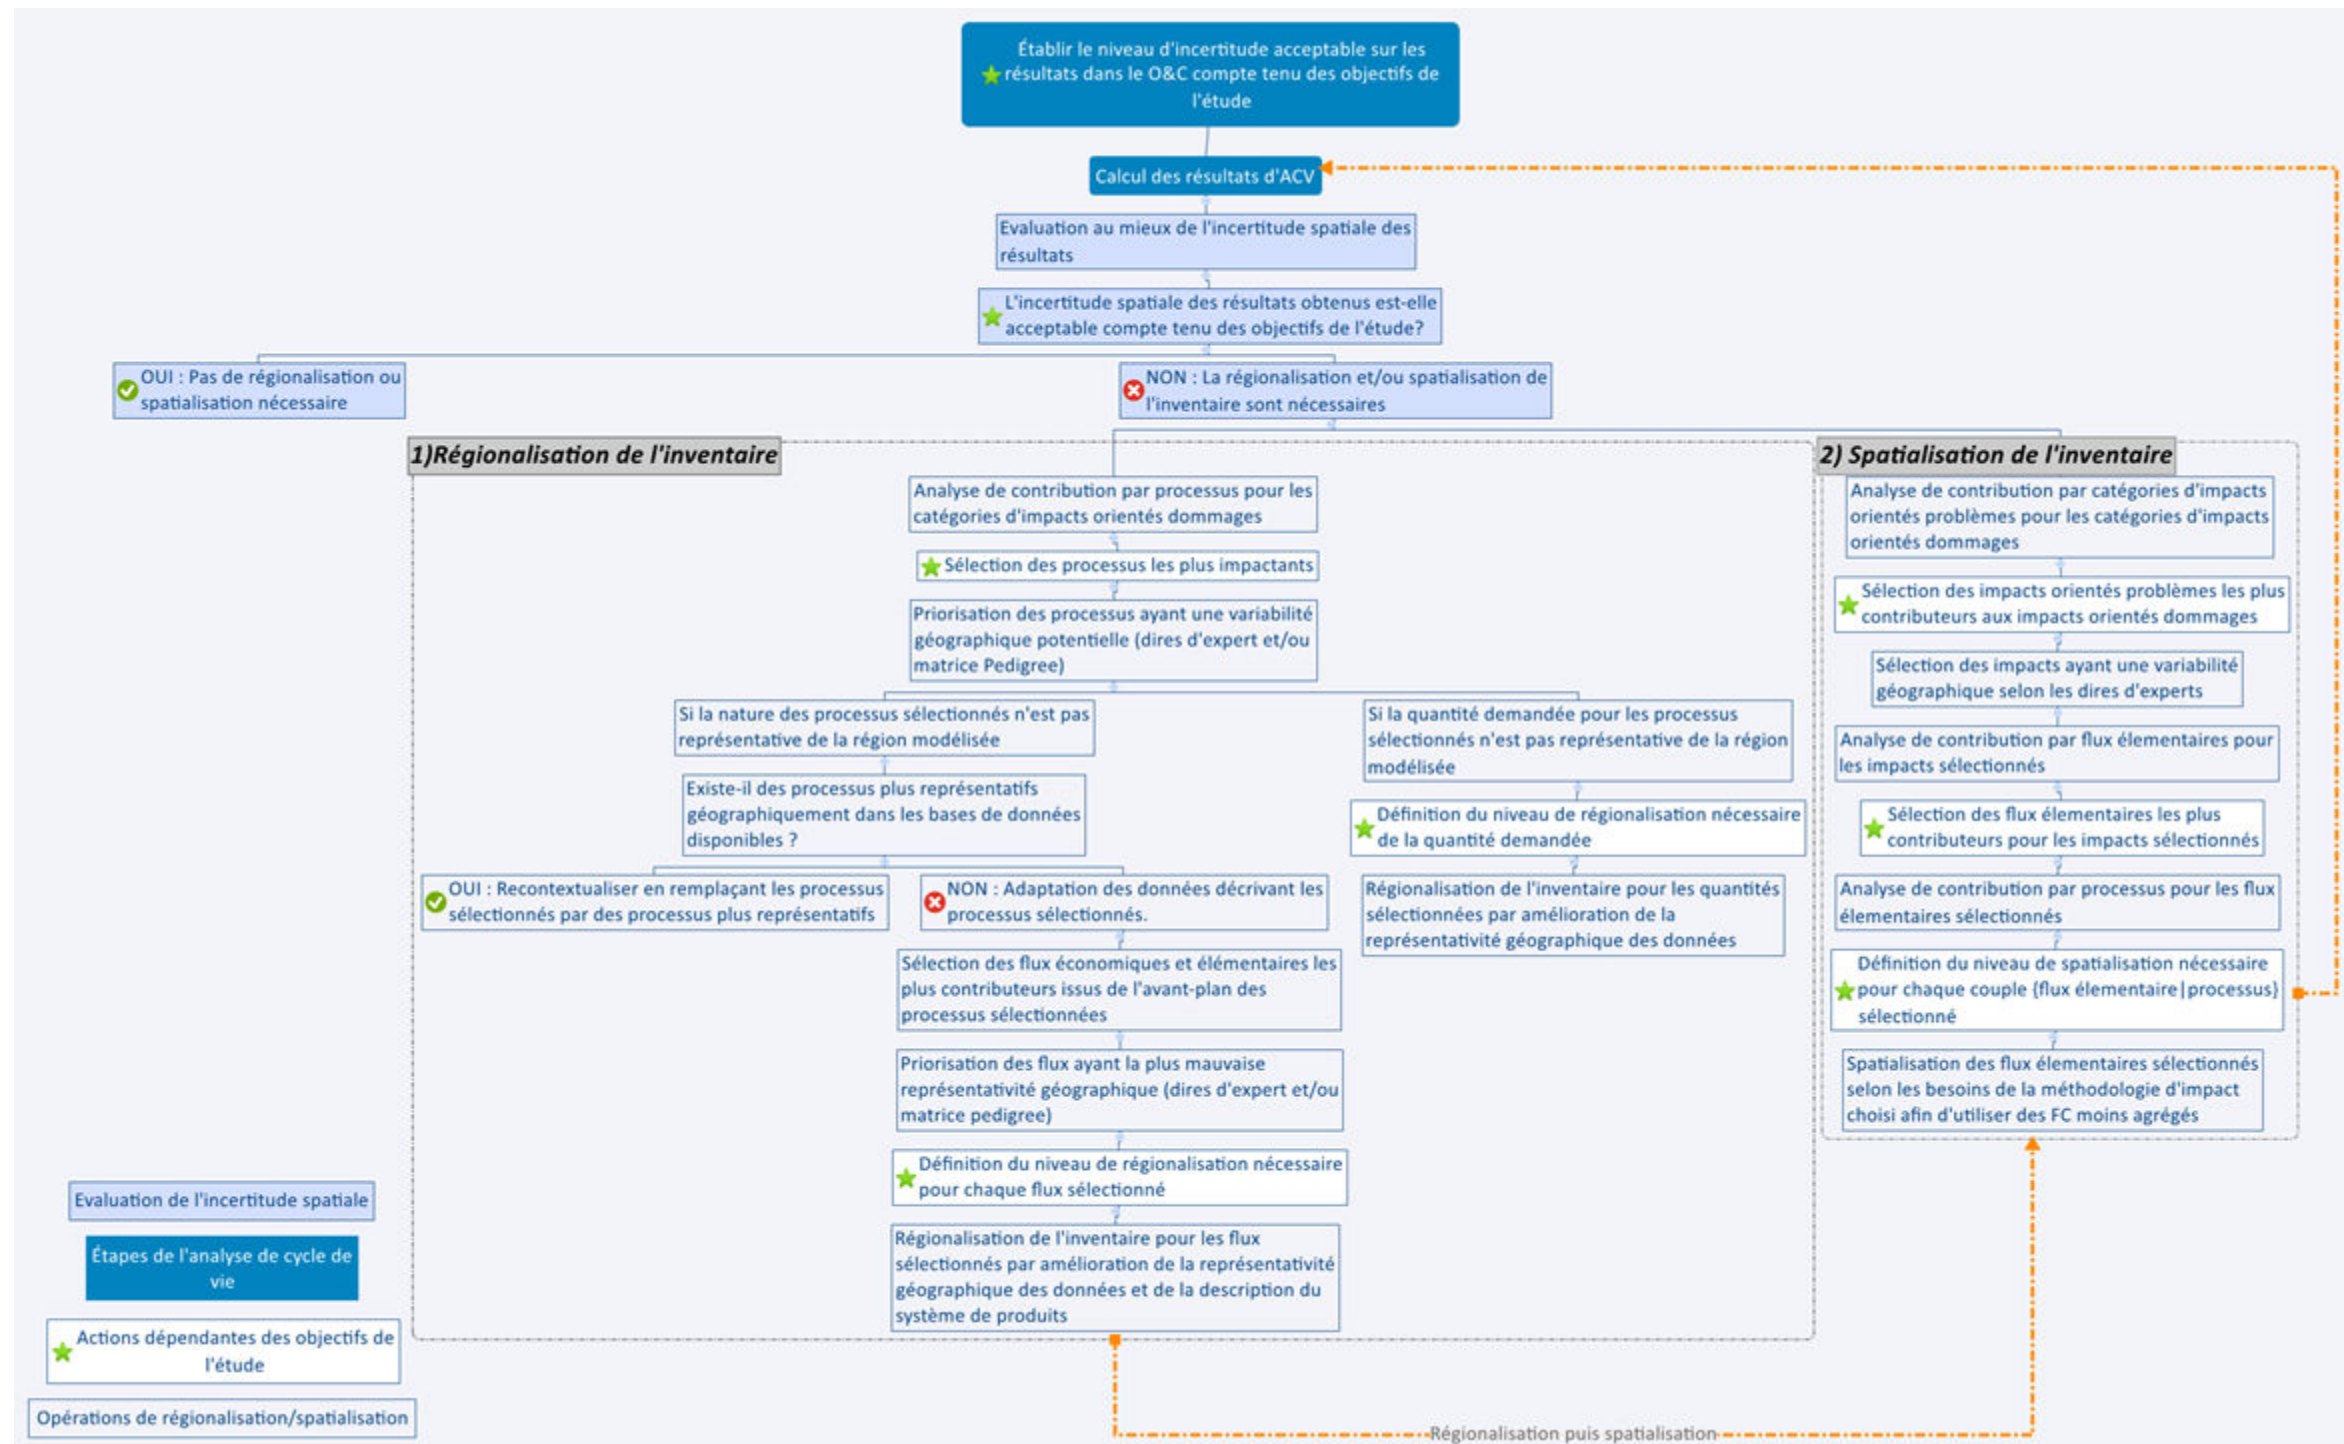 Établir le niveau d'incertitude acceptable sur les
résultats dans le O&C compte tenu des objectifs de
l'étude
Calcul des résultats d'ACV
Evaluation au mieux de l'incertitude spatiale des
résultats
L'incertitude spatiale des résultats obtenus est-elle
acceptable compte tenu des objectifs de l'étude?
OUI : Pas de régionalisation ou
spatialisation nécessaire
NON : La régionalisation et/ou spatialisation de
l'inventaire sont nécessaires
1)Régionalisation de l'inventaire
Analyse de contribution par processus pour les
catégories d'impacts orientés dommages
Sélection des processus les plus impactants
Priorisation des processus ayant une variabilité
géographique potentielle (dires d'expert et/ou
matrice Pedigree)
Si la nature des processus sélectionnés n'est pas
représentative de la région modélisée
Existe-il des processus plus représentatifs
géographiquement dans les bases de données
disponibles ?
OUI : Recontextualiser en remplaçant les processus
sélectionnés par des processus plus représentatifs
NON : Adaptation des données décrivant les
processus sélectionnés.
Sélection des flux économiques et élémentaires les
plus contributeurs issus de l'avant-plan des
processus sélectionnées
Priorisation des flux ayant la plus mauvaise
représentativité géographique (dires d'expert et/ou
matrice pedigree)
Définition du niveau de régionalisation nécessaire
pour chaque flux sélectionné
Régionalisation de l'inventaire pour les flux
sélectionnés par amélioration de la représentativité
géographique des données et de la description du
système de produits
Si la quantité demandée pour les processus
sélectionnés n'est pas représentative de la région
modélisée
Définition du niveau de régionalisation nécessaire
de la quantité demandée
Régionalisation de l'inventaire pour les quantités
sélectionnées par amélioration de la
représentativité géographique des données
2) Spatialisation de l'inventaire
Analyse de contribution par catégories d'impacts
orientés problèmes pour les catégories d'impacts
orientés dommages
Sélection des impacts orientés problèmes les plus
contributeurs aux impacts orientés dommages
Sélection des impacts ayant une variabilité
géographique selon les dires d'experts
Analyse de contribution par flux élementaires pour
les impacts sélectionnés
Sélection des flux élementaires les plus
contributeurs pour les impacts sélectionnés
Analyse de contribution par processus pour les flux
élementaires sélectionnés
Définition du niveau de spatialisation nécessaire
pour chaque couple {flux élementaire|processus}
sélectionné
Spatialisation des flux élementaires sélectionnés
selon les besoins de la méthodologie d'impact
choisi afin d'utiliser des FC moins agrégés
Evaluation de l'incertitude spatiale
Étapes de l'analyse de cycle de
vie
Actions dépendantes des objectifs de
l'étude
Opérations de régionalisation/spatialisation
Régionalisation puis spatialisation